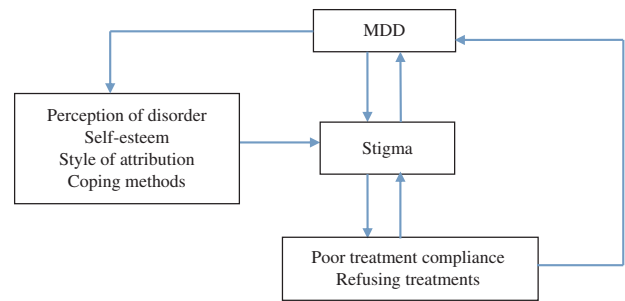 MDD
Perception of disorder
Self-esteem
Style of attribution
Coping methods
Stigma
Poor treatment compliance
Refusing treatments